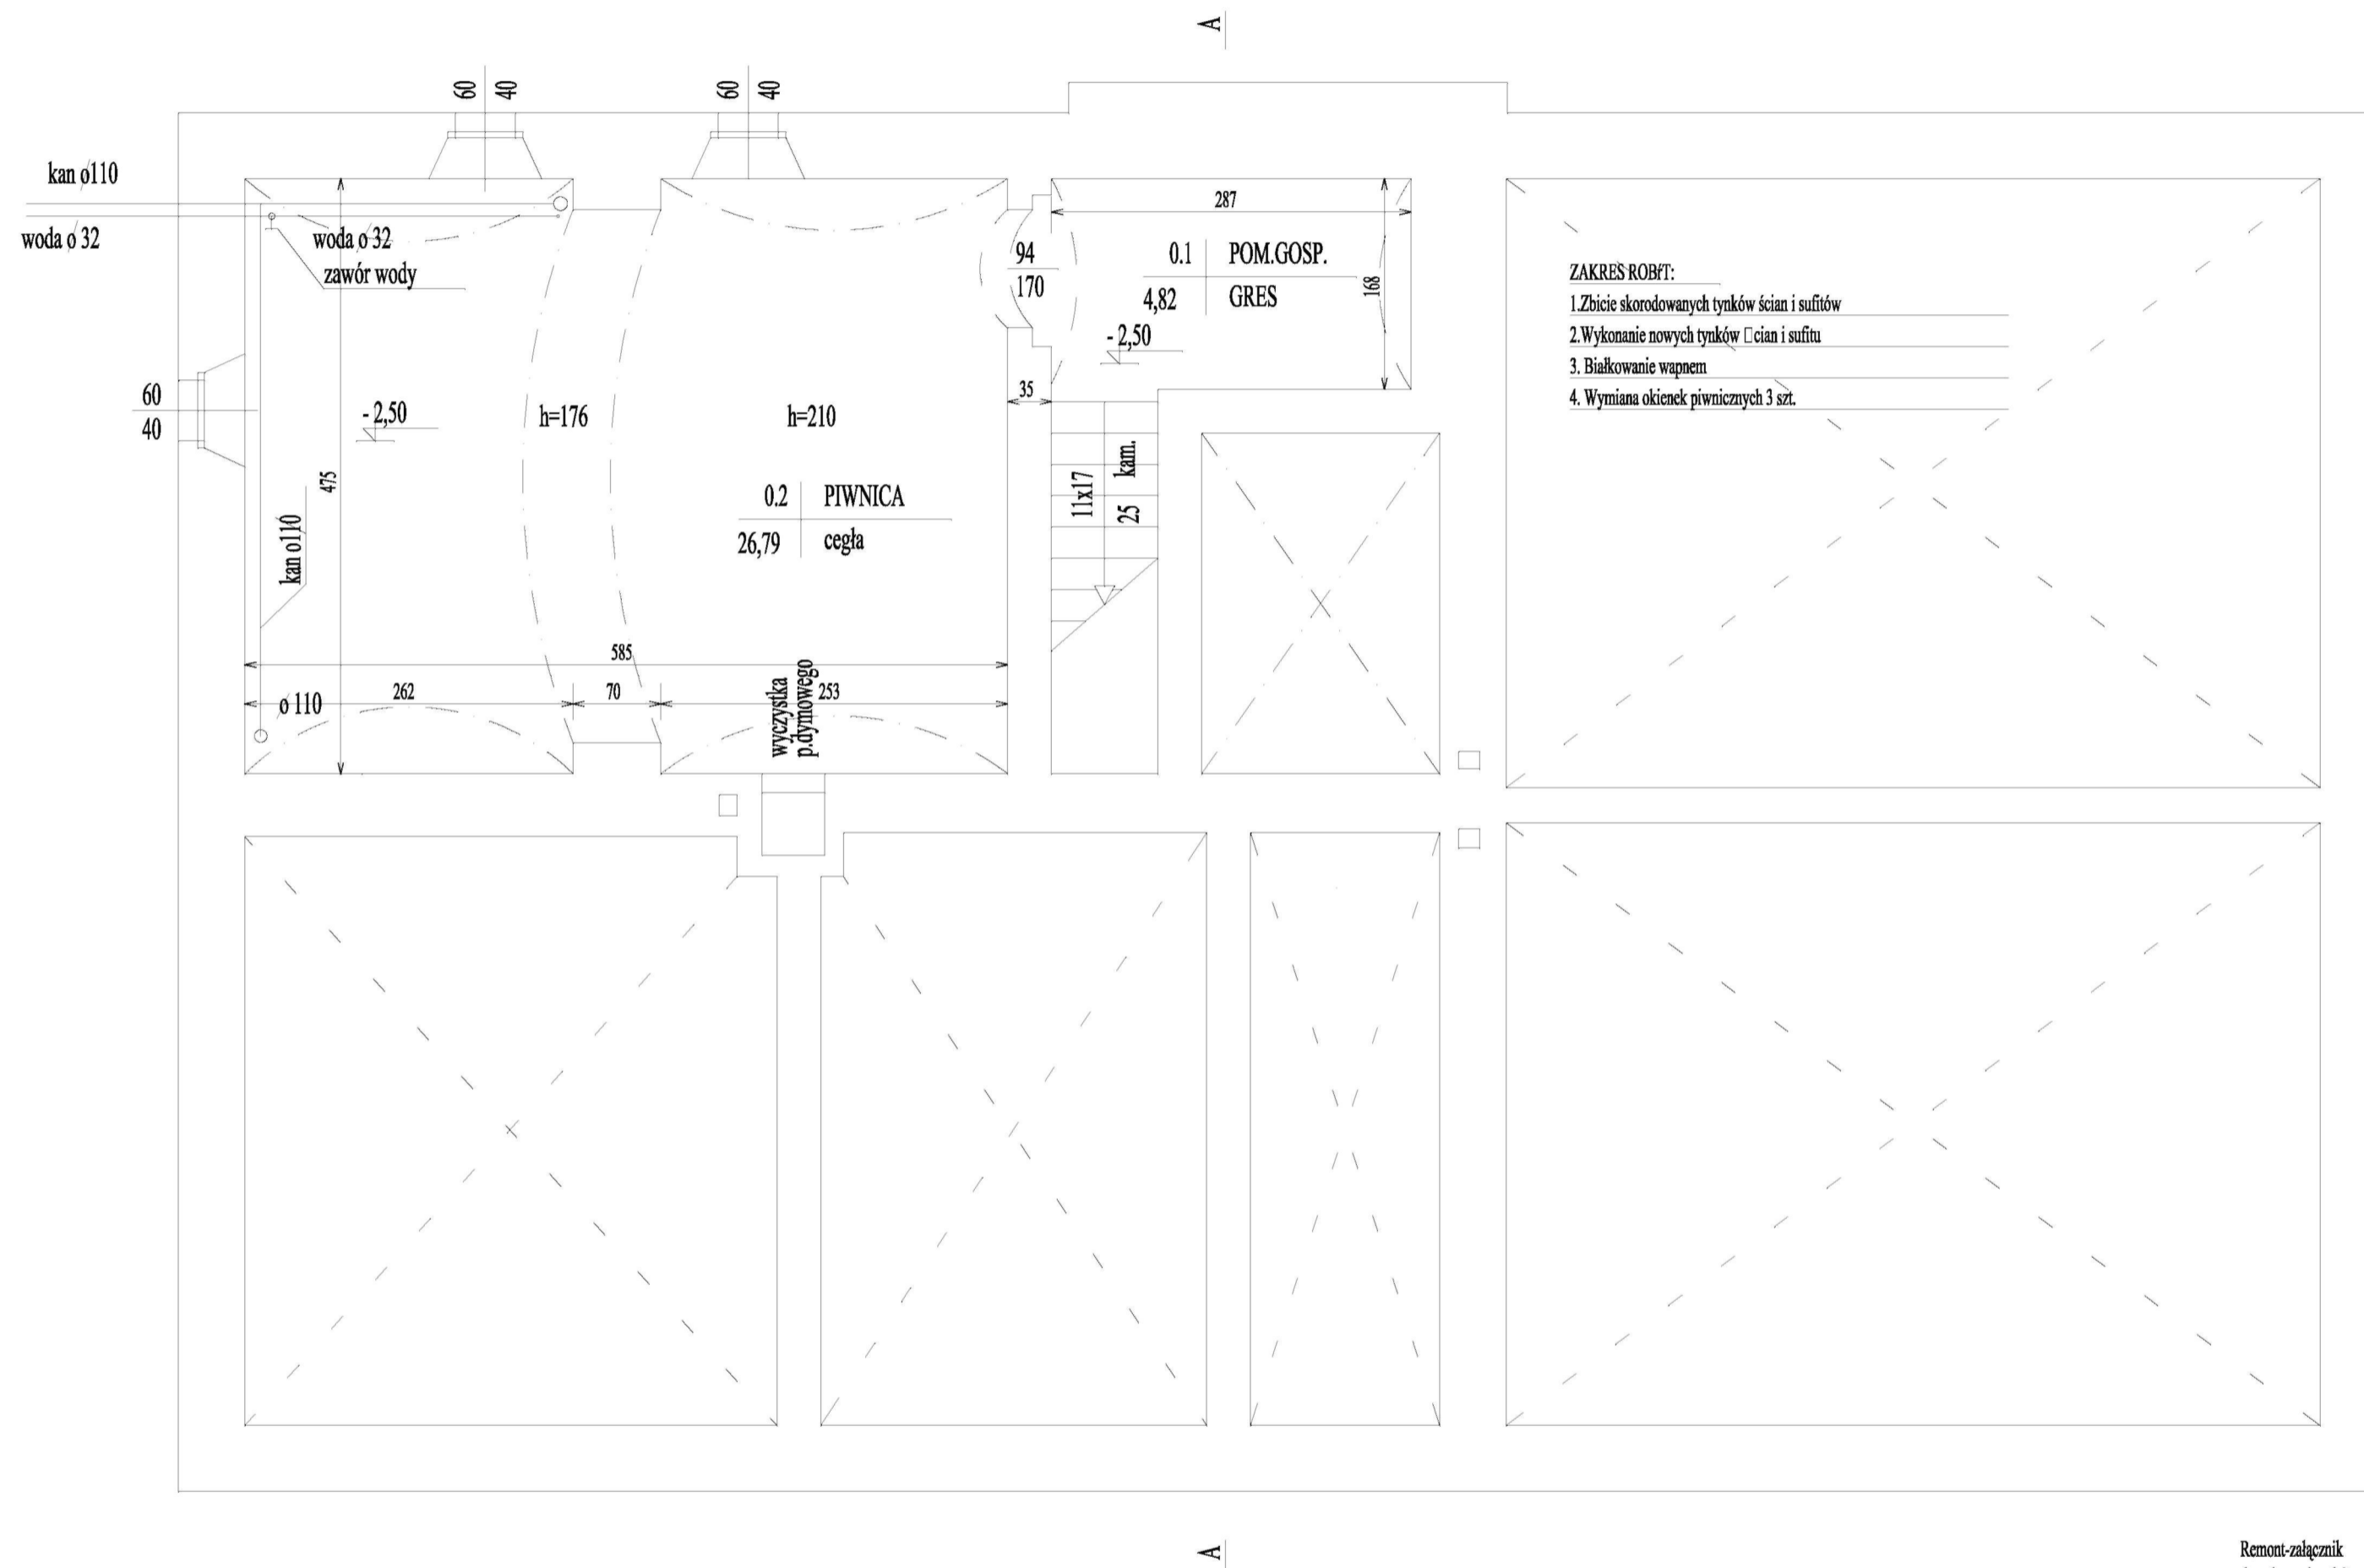 A
60
40
60
40
kan ø110
woda ø 32
woda ø 32
zawór wody
287
94
170
0.1 POM.GOSP.
4,82 GRES
168
- 2,50
ZAKRES ROBfT:
1.Zbicie skorodowanych tynków ścian i sufitów
2.Wykonanie nowych tynków □cian i sufitu
3. Białkowanie wapnem
4. Wymiana okienek piwnicznych 3 szt.
60
40
- 2,50
h=176
h=210
35
475
0.2 PIWNICA
26,79 cegła
11x17
25 kam.
kan ø110
585
262
70
253
ø 110
wyczystka
p.dymowego
A
Remont-załącznik